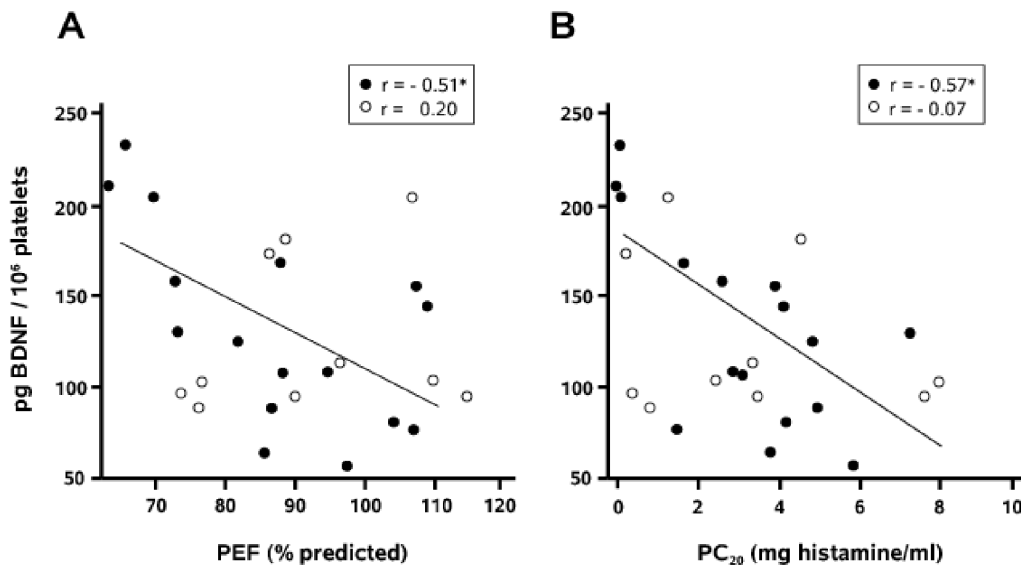 A
r = - 0.51*
r = 0.20
pg BDNF / 10⁶ platelets
250
200
150
100
50
70
80
90
100
110
120
PEF (% predicted)
B
r = - 0.57*
r = - 0.07
250
200
150
100
50
0
2
4
6
8
10
PC₂₀ (mg histamine/ml)